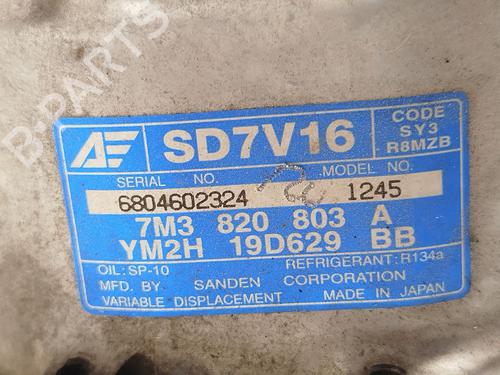 B-PARTS
AE SD7V16 CODE
SY3
R8MZB
SERIAL NO. MODEL NO.
6804602324 1245
7M3 820 803 A
YM2H 19D629 BB
OIL:SP-10 REFRIGERANT:R134a
MFD. BY SANDEN CORPORATION
VARIABLE DISPLACEMENT MADE IN JAPAN